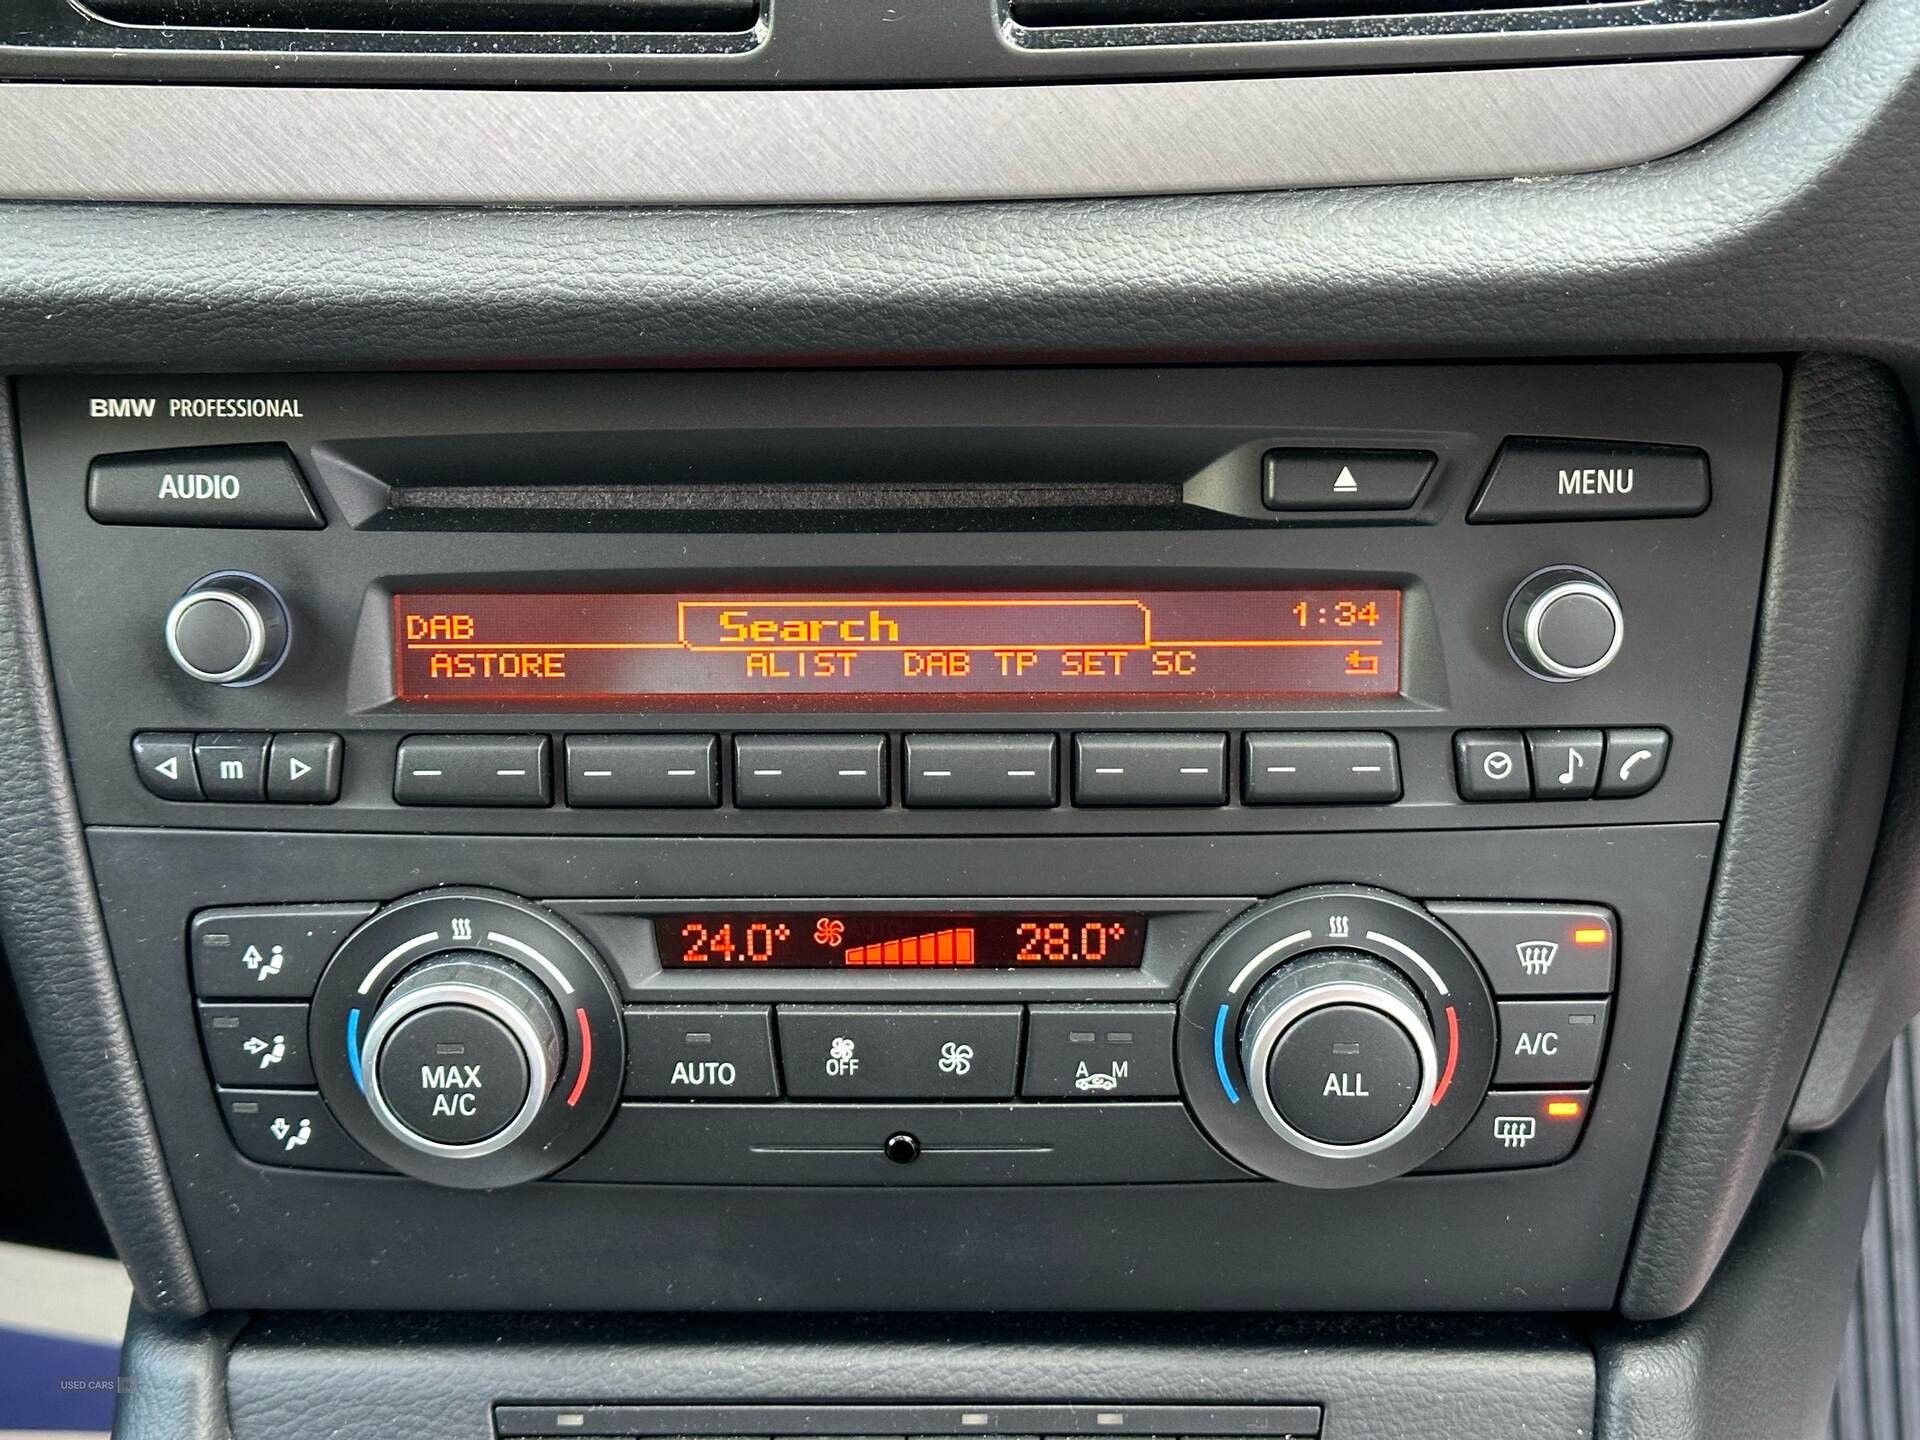 BMW PROFESSIONAL
AUDIO
MENU
DAB Search 1:34
ASTORE ALIST DAB TP SET SC
m
24.0° 28.0°
MAX A/C
AUTO
OFF
A M
ALL
A/C
USED CARS NI